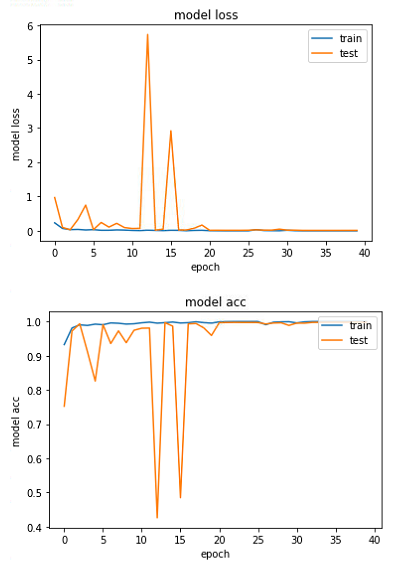 model loss
train
test
6
5
4
3
2
1
0
model loss
0 5 10 15 20 25 30 35 40
epoch
model acc
train
test
1.0
0.9
0.8
0.7
0.6
0.5
0.4
model acc
0 5 10 15 20 25 30 35 40
epoch